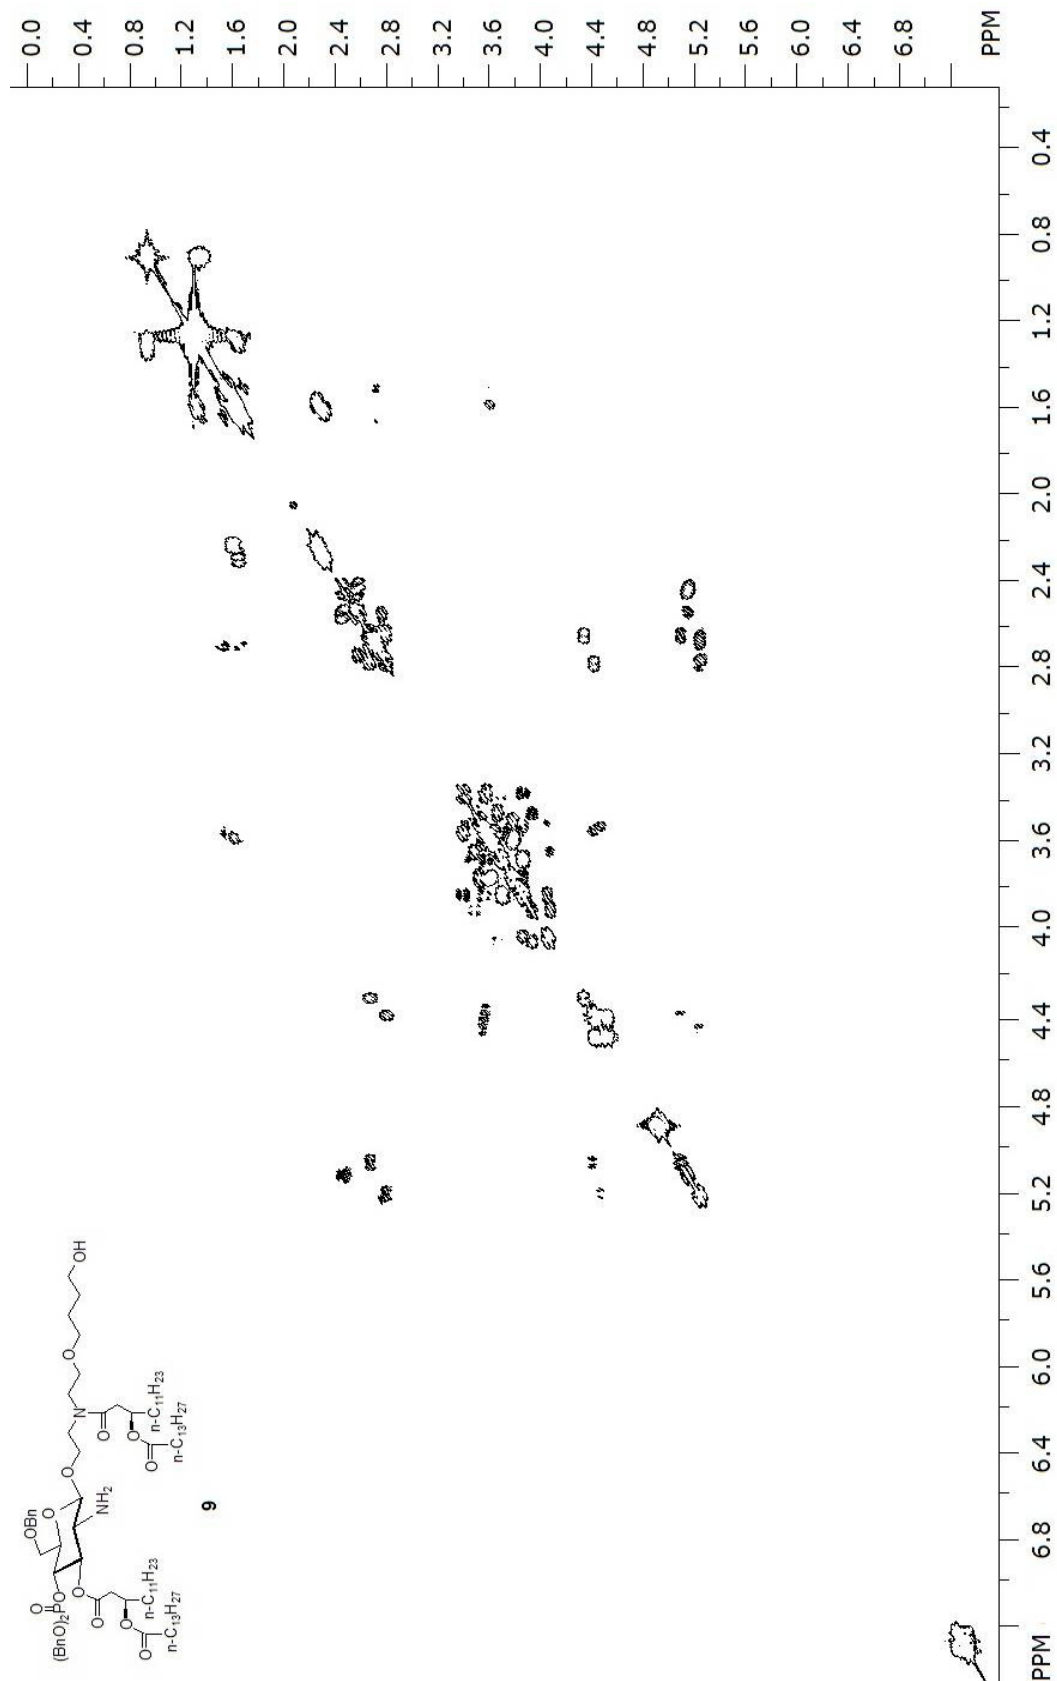 0.0 0.4 0.8 1.2 1.6 2.0 2.4 2.8 3.2 3.6 4.0 4.4 4.8 5.2 5.6 6.0 6.4 6.8 PPM
0.4 0.8 1.2 1.6 2.0 2.4 2.8 3.2 3.6 4.0 4.4 4.8 5.2 5.6 6.0 6.4 6.8 PPM
OBn
O
(BnO)₂PO
O
O
NH₂
O
N
O
OH
O
O
O
n-C₁₁H₂₃
n-C₁₃H₂₇
O
O
O
n-C₁₁H₂₃
n-C₁₃H₂₇
9